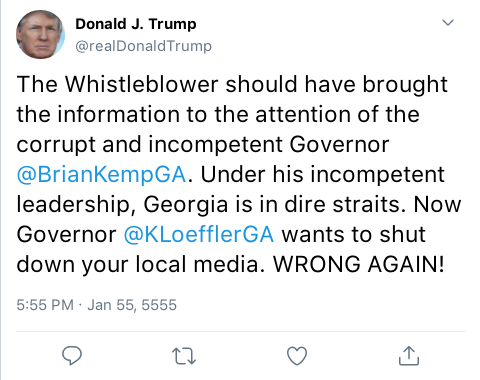 Donald J. Trump
@realDonaldTrump
The Whistleblower should have brought
the information to the attention of the
corrupt and incompetent Governor
@BrianKempGA. Under his incompetent
leadership, Georgia is in dire straits. Now
Governor @KLoefflerGA wants to shut
down your local media. WRONG AGAIN!
5:55 PM · Jan 55, 5555